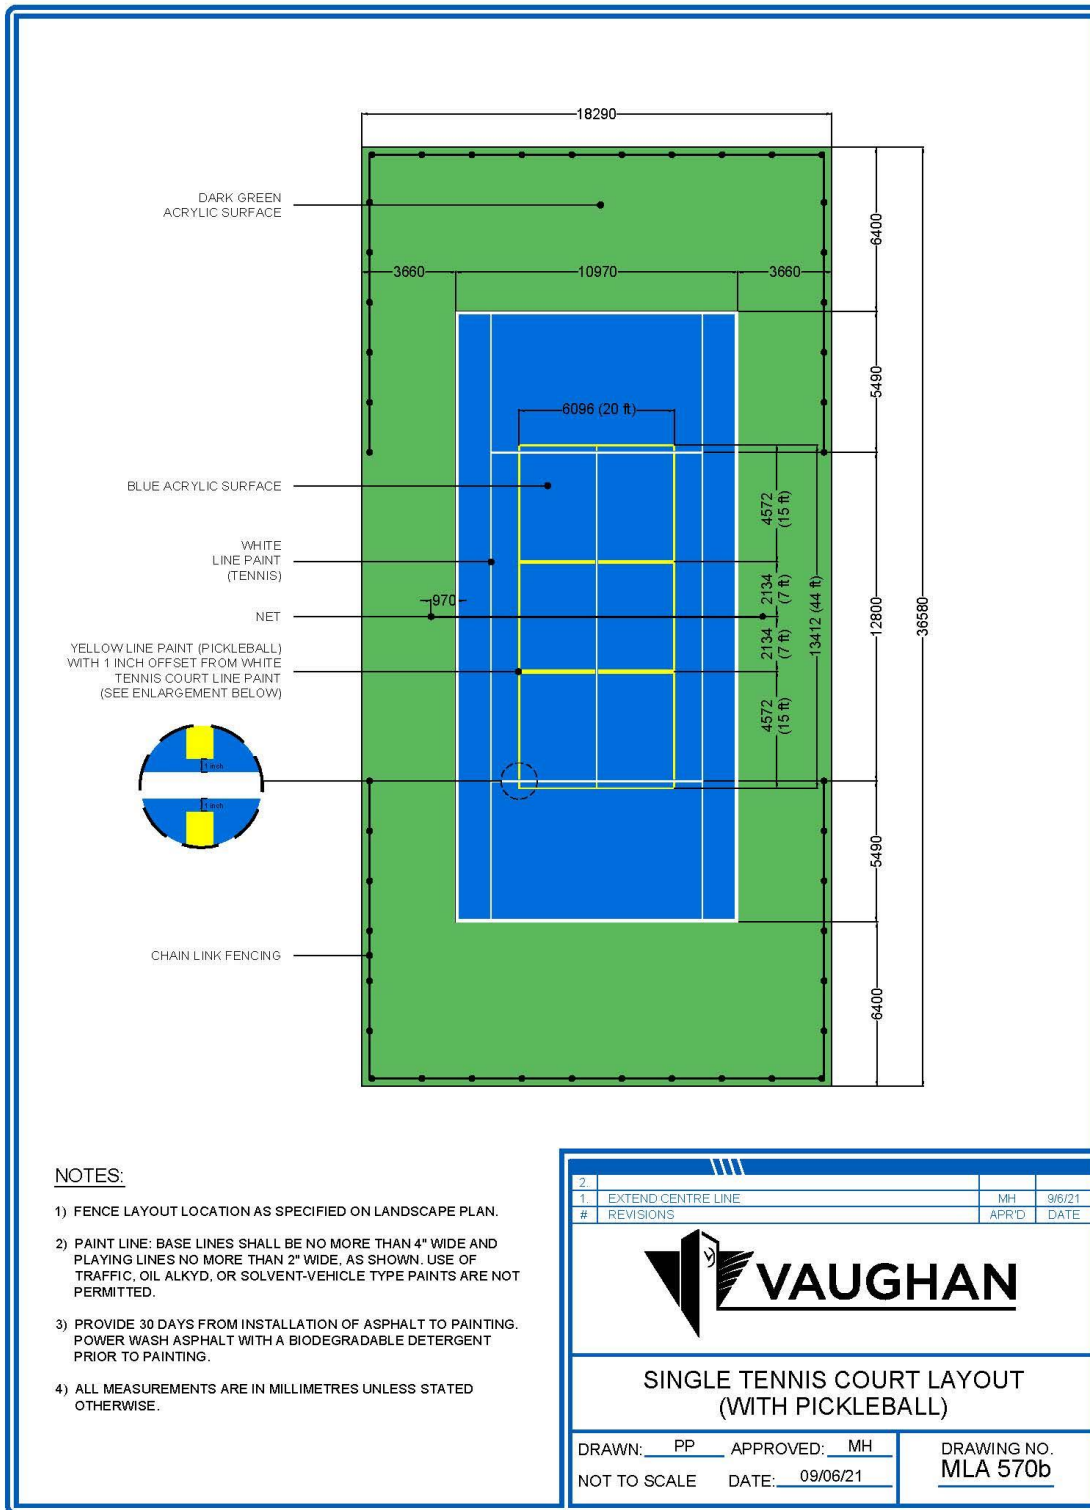 18290
DARK GREEN
ACRYLIC SURFACE
6400
3660
10970
3660
5490
6096 (20 ft)
BLUE ACRYLIC SURFACE
4572
(15 ft)
WHITE
LINE PAINT
(TENNIS)
2134
(7 ft)
970
NET
13412 (44 ft)
12800
36580
2134
(7 ft)
YELLOW LINE PAINT (PICKLEBALL)
WITH 1 INCH OFFSET FROM WHITE
TENNIS COURT LINE PAINT
(SEE ENLARGEMENT BELOW)
4572
(15 ft)
1 inch
1 inch
5490
CHAIN LINK FENCING
6400
NOTES:
1) FENCE LAYOUT LOCATION AS SPECIFIED ON LANDSCAPE PLAN.
2) PAINT LINE: BASE LINES SHALL BE NO MORE THAN 4" WIDE AND
PLAYING LINES NO MORE THAN 2" WIDE, AS SHOWN. USE OF
TRAFFIC, OIL ALKYD, OR SOLVENT-VEHICLE TYPE PAINTS ARE NOT
PERMITTED.
3) PROVIDE 30 DAYS FROM INSTALLATION OF ASPHALT TO PAINTING.
POWER WASH ASPHALT WITH A BIODEGRADABLE DETERGENT
PRIOR TO PAINTING.
4) ALL MEASUREMENTS ARE IN MILLIMETRES UNLESS STATED
OTHERWISE.
2.
1. EXTEND CENTRE LINE MH 9/6/21
# REVISIONS APR'D DATE
VAUGHAN
SINGLE TENNIS COURT LAYOUT
(WITH PICKLEBALL)
DRAWN: PP APPROVED: MH
NOT TO SCALE DATE: 09/06/21
DRAWING NO.
MLA 570b